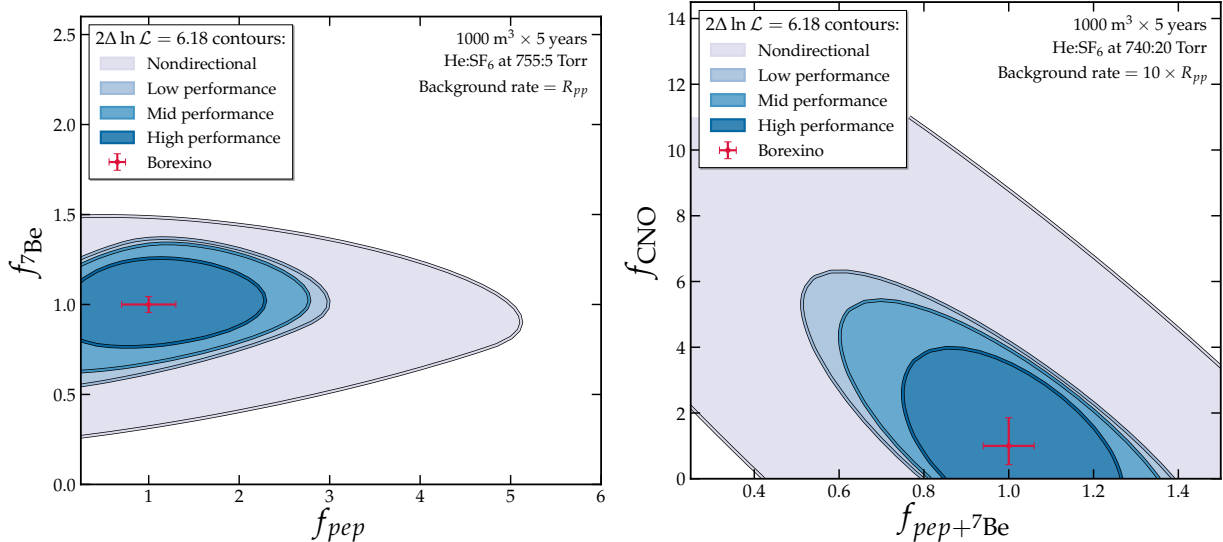 2Δ ln ℒ = 6.18 contours:
Nondirectional
Low performance
Mid performance
High performance
Borexino
1000 m³ × 5 years
He:SF₆ at 755:5 Torr
Background rate = R_pp
2.5
2.0
1.5
1.0
0.5
0.0
f⁷Be
1 2 3 4 5 6
f_pep
2Δ ln ℒ = 6.18 contours:
Nondirectional
Low performance
Mid performance
High performance
Borexino
1000 m³ × 5 years
He:SF₆ at 740:20 Torr
Background rate = 10 × R_pp
14
12
10
8
6
4
2
0
f_CNO
0.4 0.6 0.8 1.0 1.2 1.4
f_pep+⁷Be